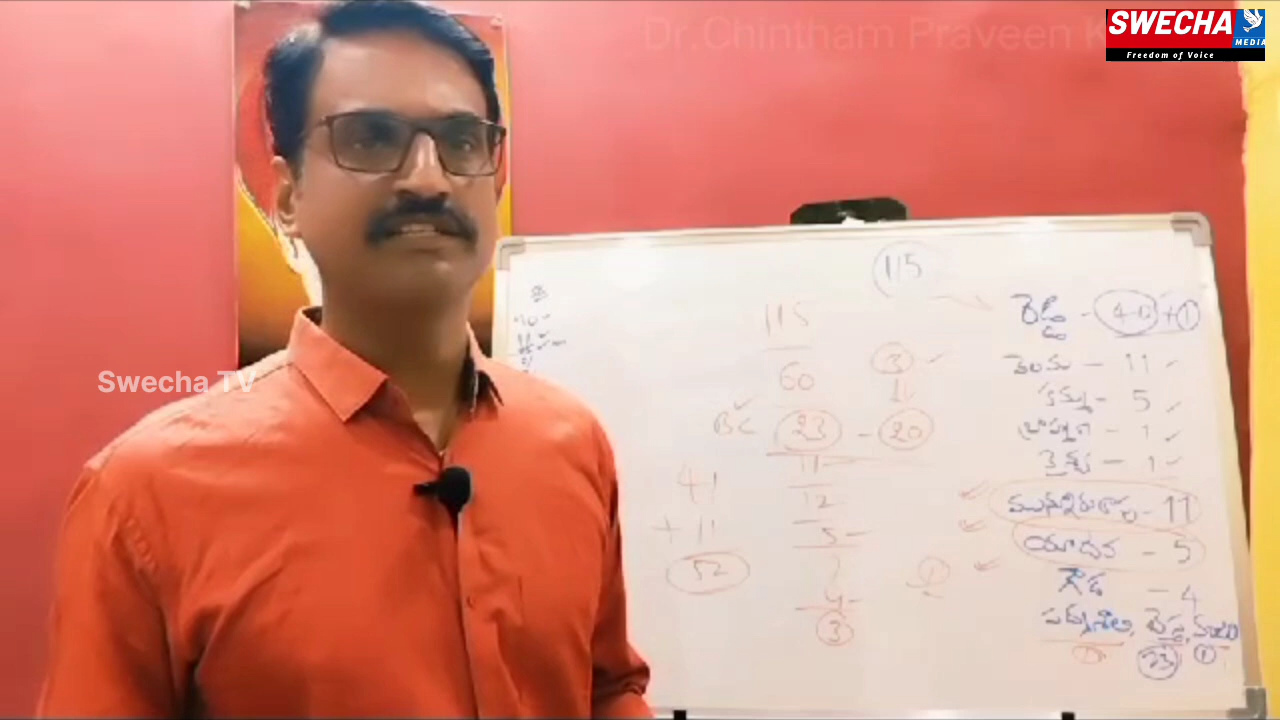 Dr.Chintham Praveen K
SWECHA
MEDIA
Freedom of Voice
Swecha TV
115
115
60
3
BC 23 - 20
11
12
5
3
41
+ 11
52
రెడ్డి - 40 + 1
వెలమ - 11
కమ్మ - 5
బ్రాహ్మణ - 1
వైశ్య - 1
మున్నూరుకాపు - 11
యాదవ - 5
గౌడ - 4
పద్మశాలి, బెస్త,
1 23 1